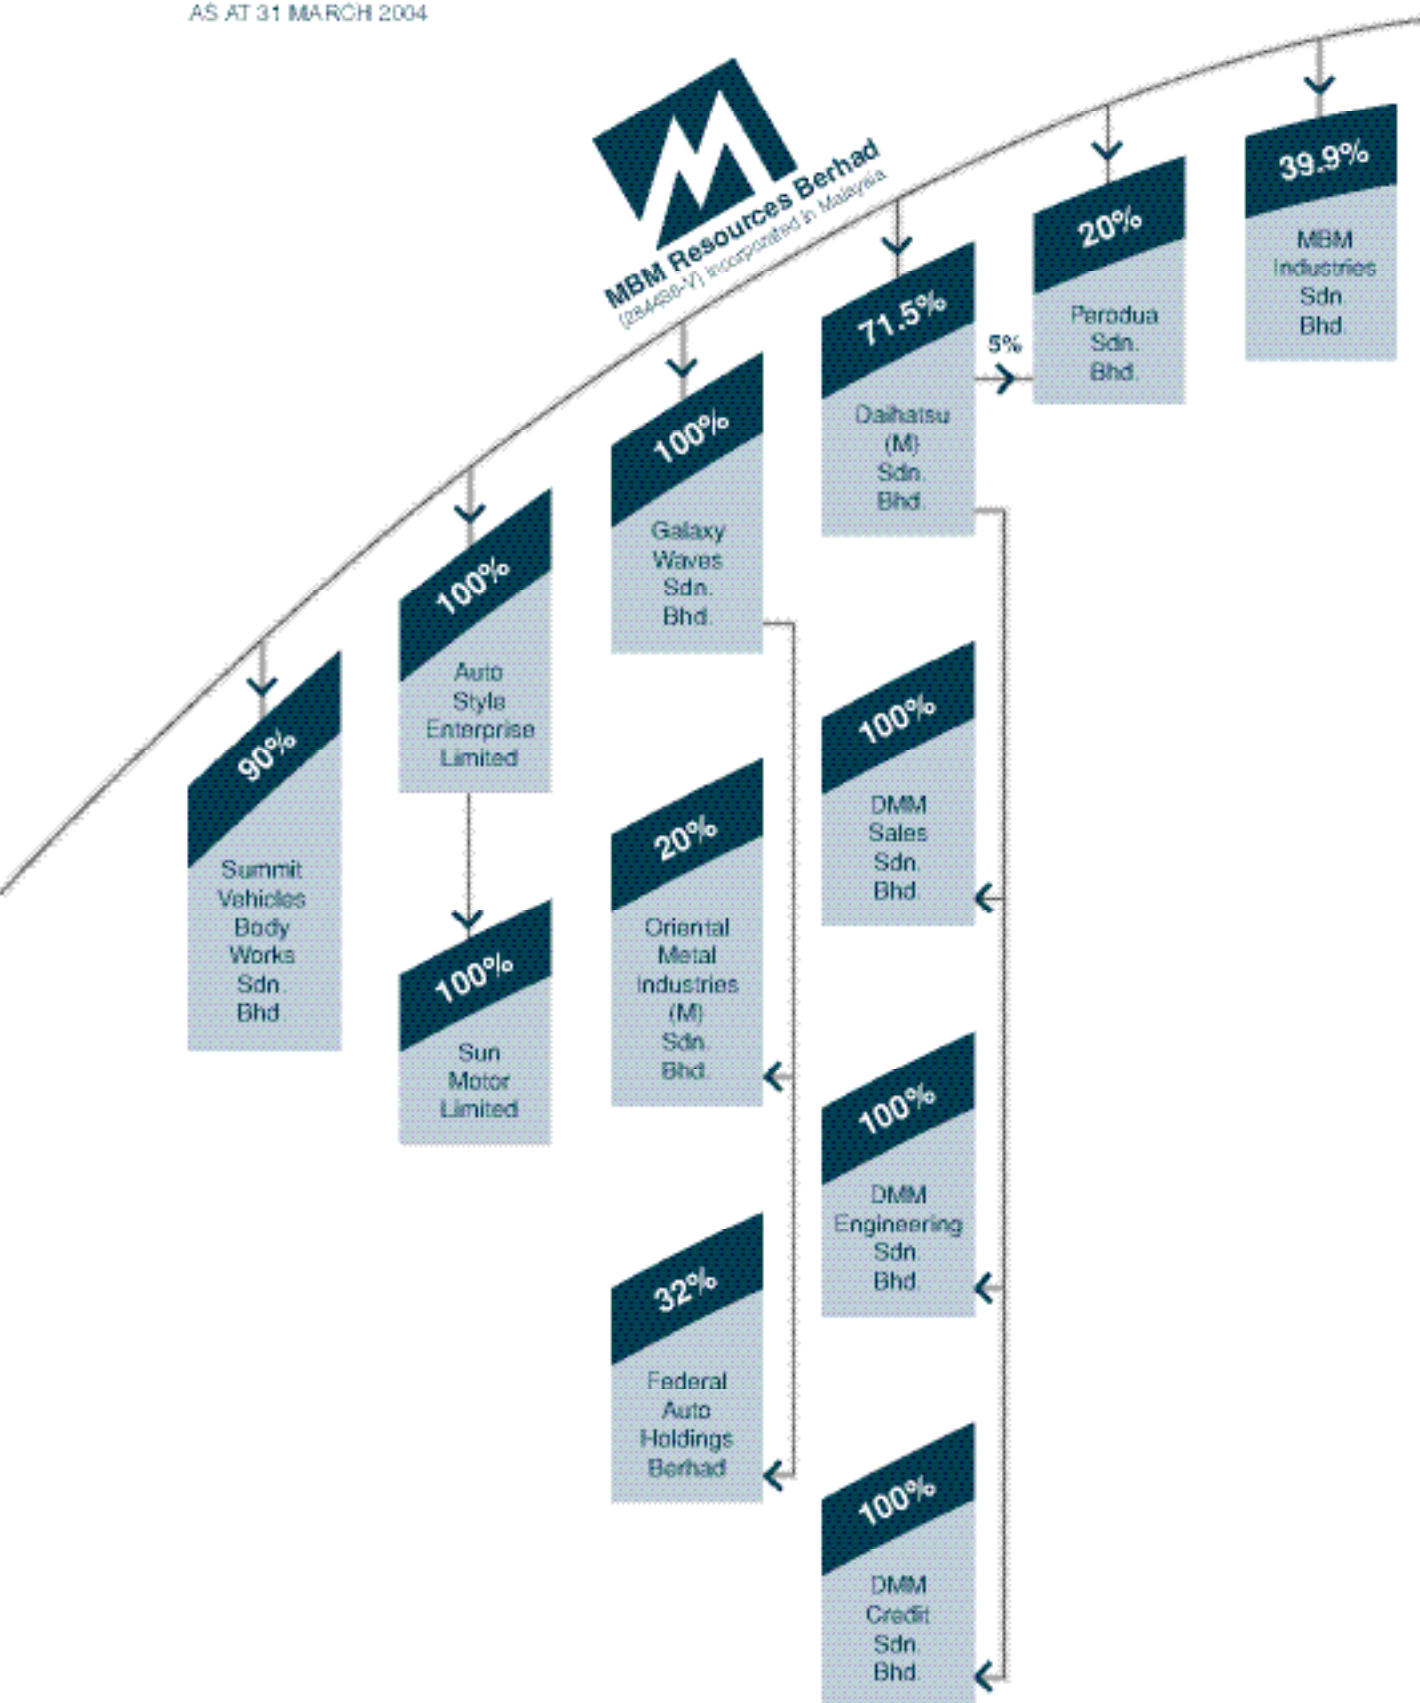 AS AT 31 MARCH 2004
MBM Resources Berhad
Incorporated in Malaysia
90%
Summit
Vehicles
Body
Works
Sdn.
Bhd.
100%
Auto
Style
Enterprise
Limited
100%
Sun
Motor
Limited
100%
Galaxy
Waves
Sdn.
Bhd.
20%
Oriental
Metal
Industries
(M)
Sdn.
Bhd.
32%
Federal
Auto
Holdings
Berhad
71.5%
Daihatsu
(M)
Sdn.
Bhd.
5%
100%
DMM
Sales
Sdn.
Bhd.
100%
DMM
Engineering
Sdn.
Bhd.
100%
DMM
Credit
Sdn.
Bhd.
20%
Perodua
Sdn.
Bhd.
39.9%
MBM
Industries
Sdn.
Bhd.